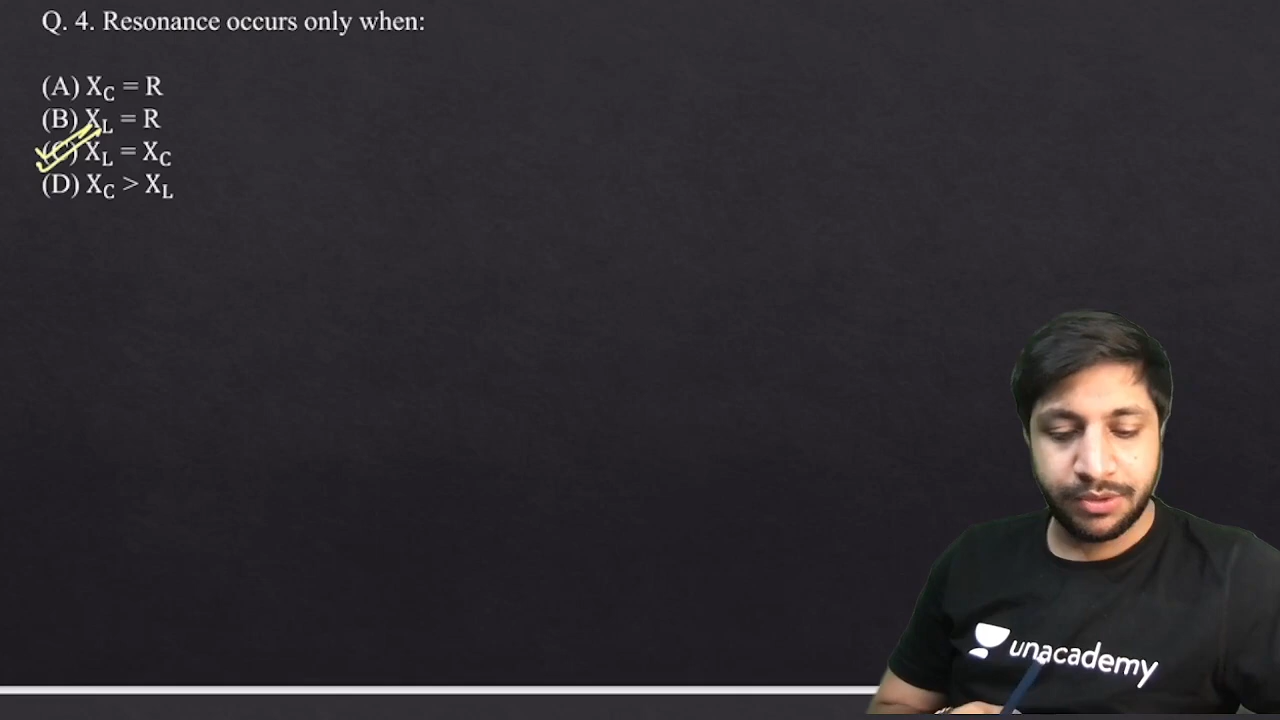 Q. 4. Resonance occurs only when:
(A) X_C = R
(B) X_L = R
(C) X_L = X_C
(D) X_C > X_L
unacademy